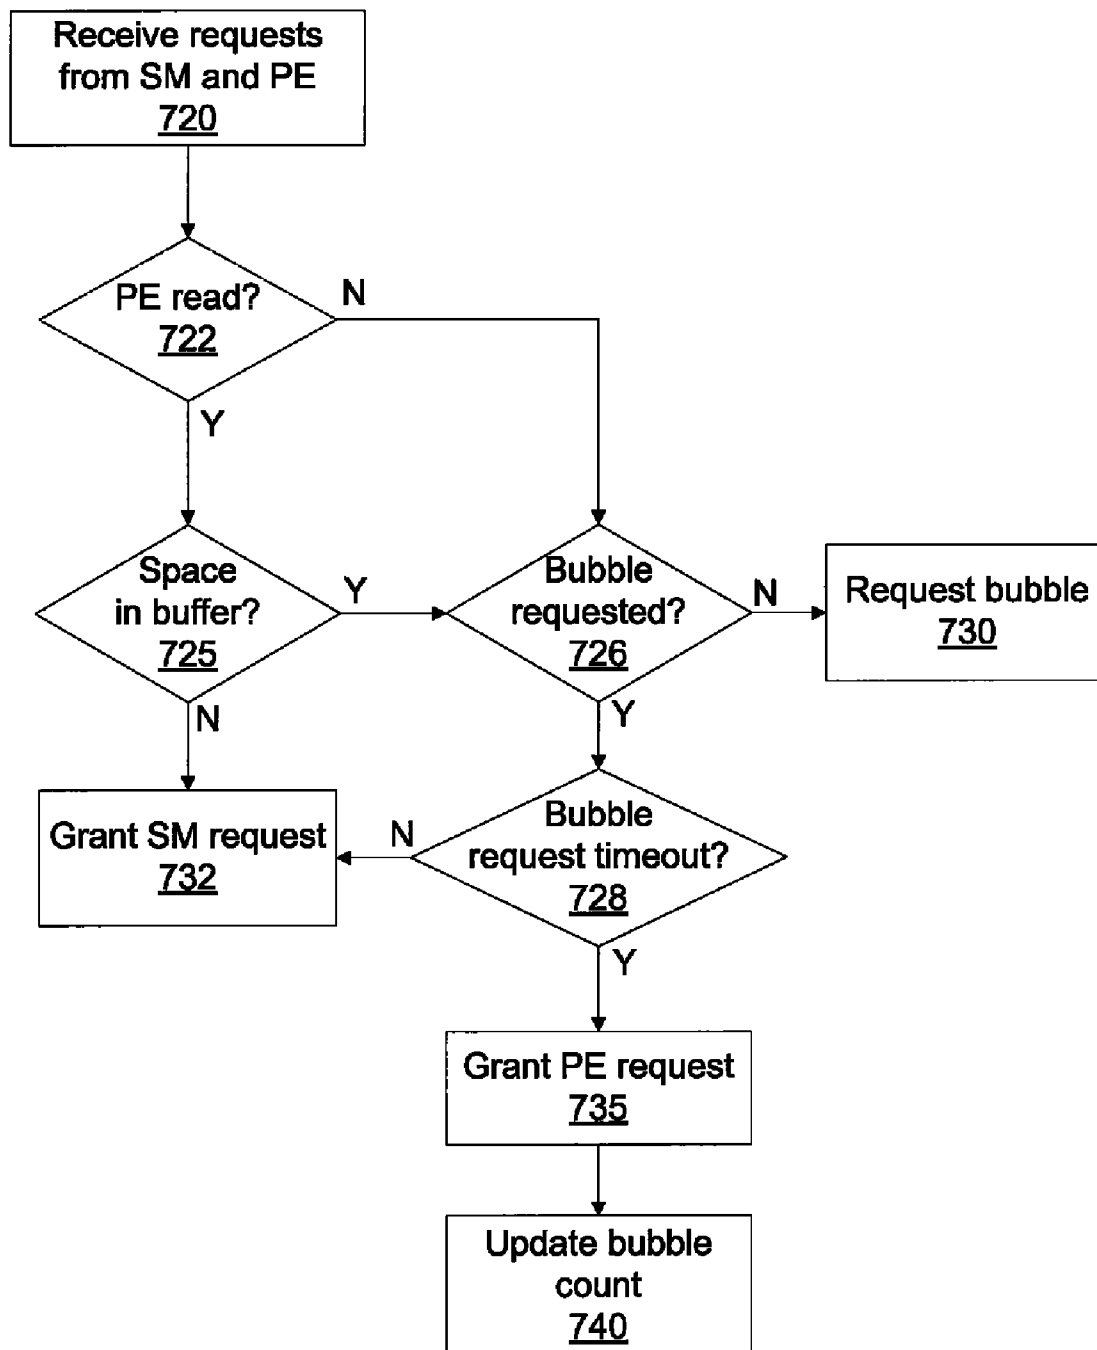 Receive requests
from SM and PE
720
PE read?
722
N
Y
Space
in buffer?
725
Y
N
Bubble
requested?
726
N
Y
Request bubble
730
Grant SM request
732
N
Bubble
request timeout?
728
Y
Grant PE request
735
Update bubble
count
740